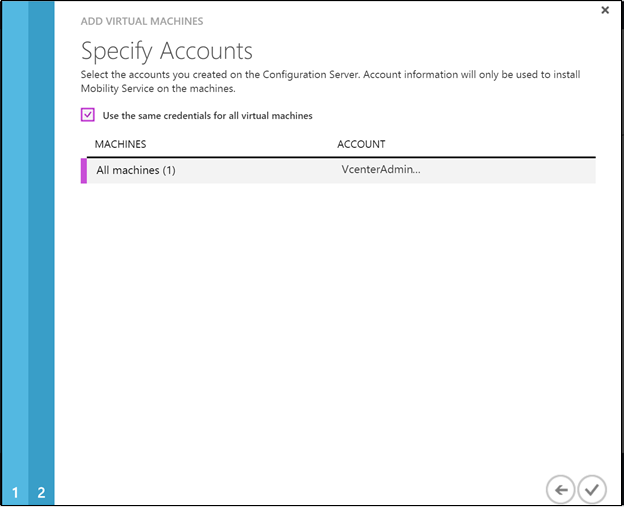 ADD VIRTUAL MACHINES
Specify Accounts
Select the accounts you created on the Configuration Server. Account information will only be used to install
Mobility Service on the machines.
Use the same credentials for all virtual machines
MACHINES ACCOUNT
All machines (1) VcenterAdmin...
1 2